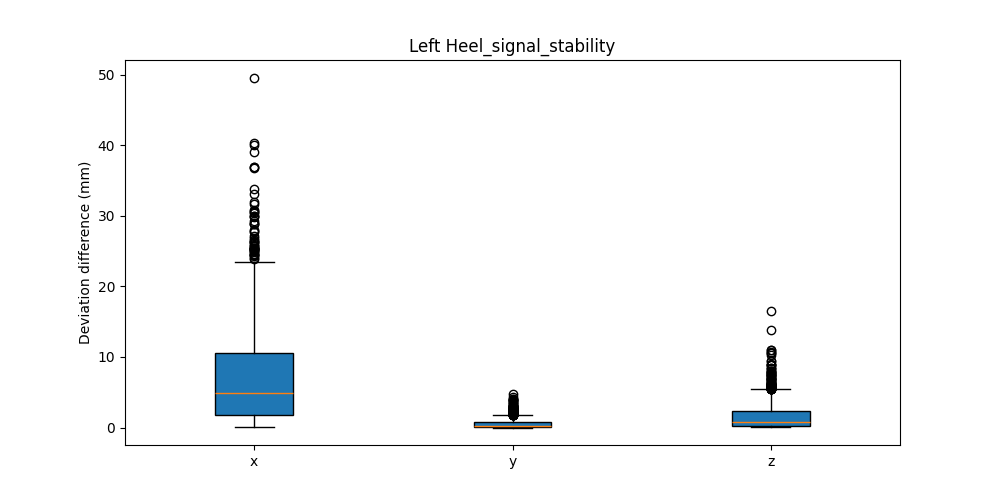 Left Heel_signal_stability
Deviation difference (mm)
50
40
30
20
10
0
x
y
z